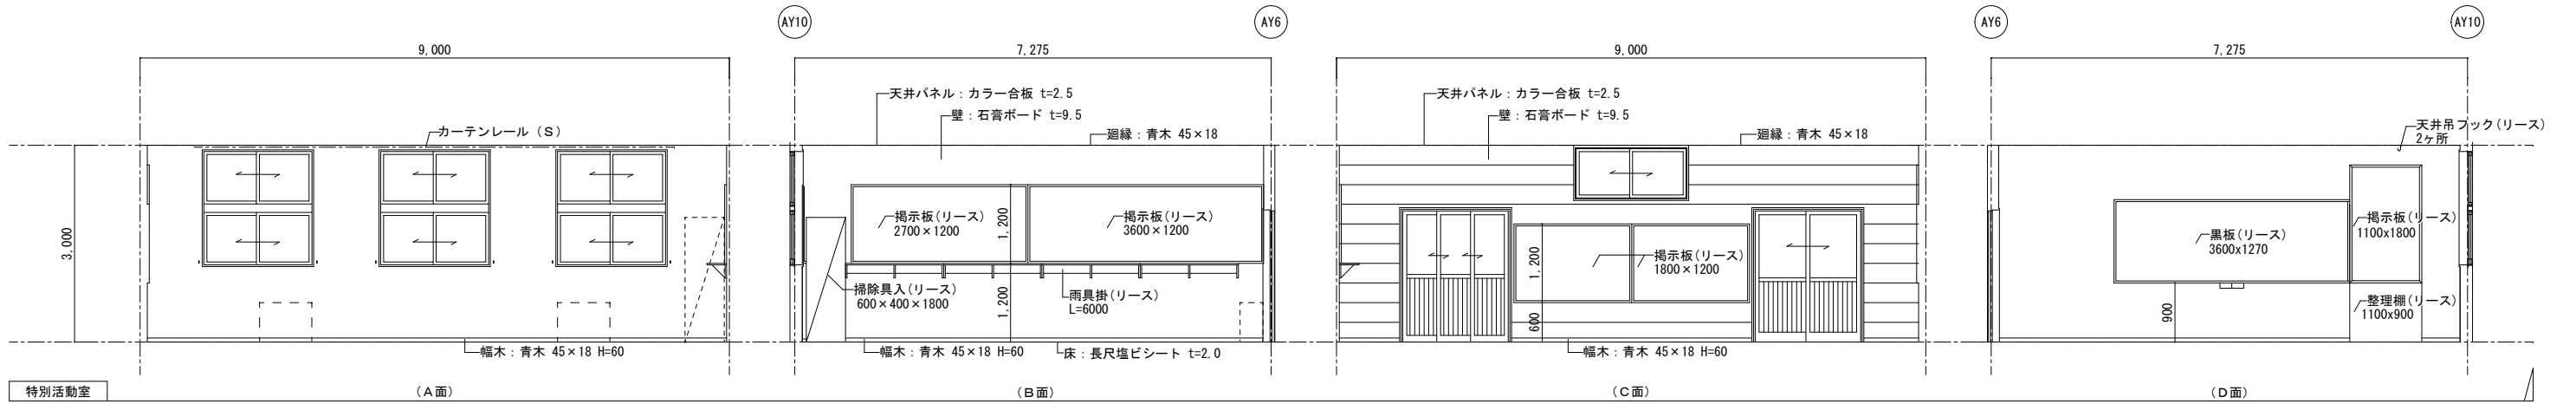 AY10
AY6
AY6
AY10
9,000
7,275
9,000
7,275
カーテンレール（S）
3,000
幅木：青木 45×18 H=60
天井パネル：カラー合板 t=2.5
壁：石膏ボード t=9.5
廻縁：青木 45×18
掲示板(リース)
2700×1200
1,200
掲示板(リース)
3600×1200
掃除具入(リース)
600×400×1800
1,200
雨具掛(リース)
L=6000
幅木：青木 45×18 H=60
床：長尺塩ビシート t=2.0
天井パネル：カラー合板 t=2.5
壁：石膏ボード t=9.5
廻縁：青木 45×18
1,200
掲示板(リース)
1800×1200
600
幅木：青木 45×18 H=60
天井吊フック(リース)
2ヶ所
黒板(リース)
3600x1270
掲示板(リース)
1100x1800
900
整理棚(リース)
1100x900
特別活動室
（A面）
（B面）
（C面）
（D面）